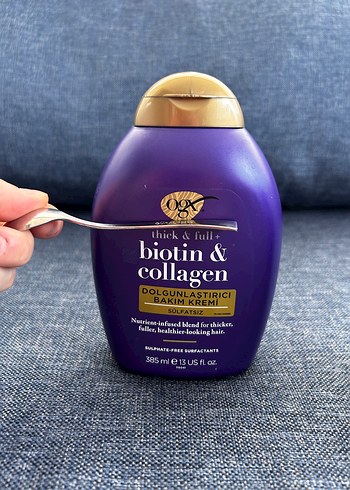 ogx
thick & full+
biotin &
collagen
DOLGUNLAŞTIRICI
BAKIM KREMİ
SÜLFATSIZ
Nutrient-infused blend for thicker,
fuller, healthier-looking hair.
SULPHATE-FREE SURFACTANTS
385 ml ℮ 13 US fl. oz.